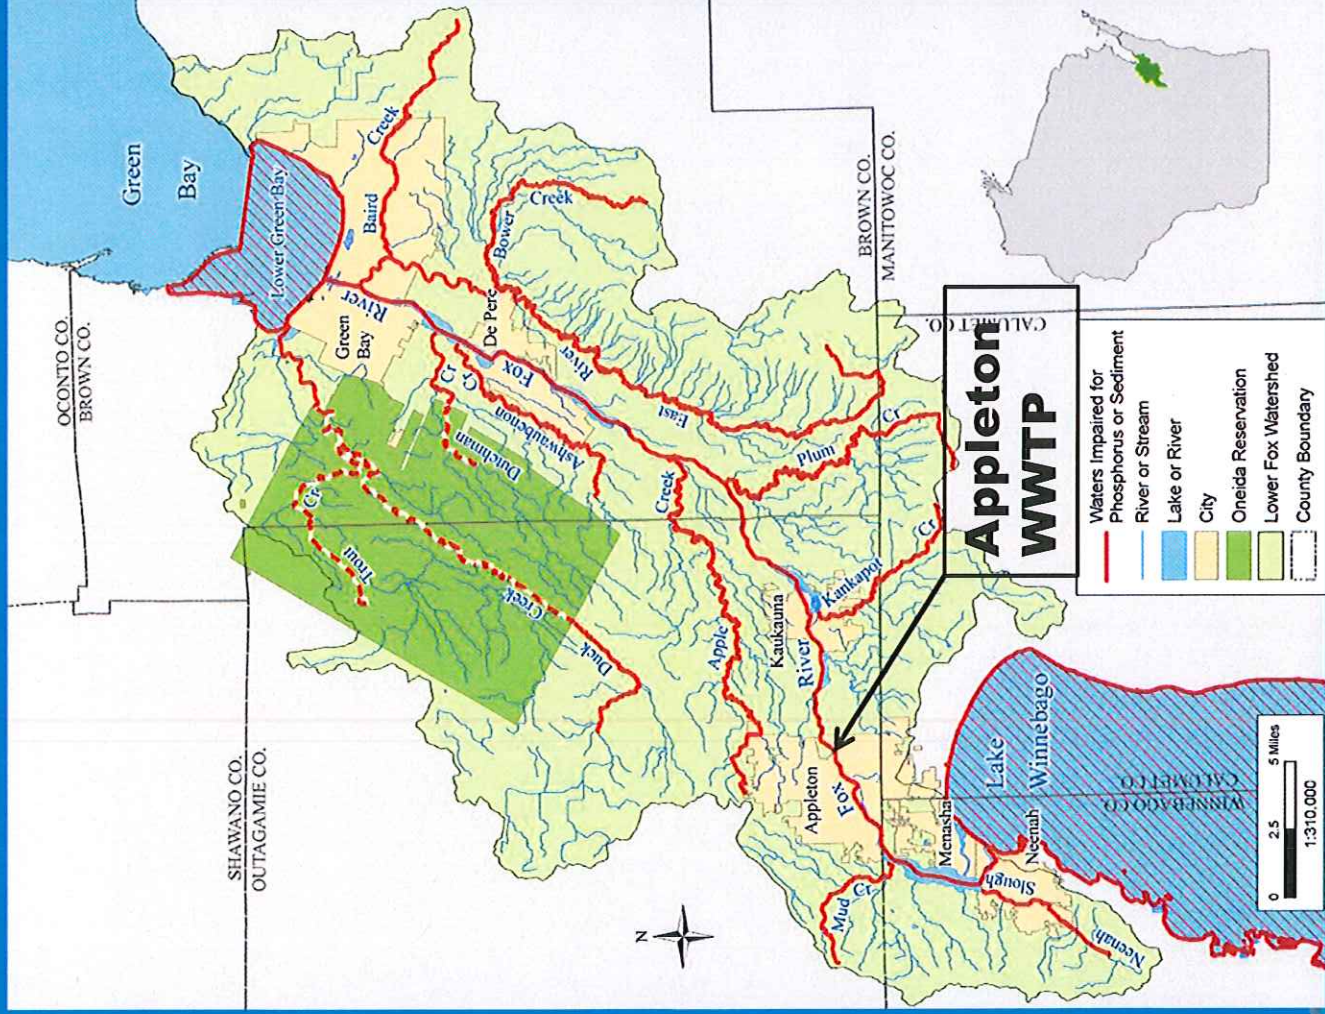 Green
Bay
Lower Green Bay
OCONTO CO.
BROWN CO.
Baird
Creek
River
Green
Bay
De Pere
Bower
Creek
Cr
Cr
Fox
River
East
Dutchman
Ashwaubenon
BROWN CO.
MANITOWOC CO.
CALUMET CO.
SHAWANO CO.
OUTAGAMIE CO.
Cr
Trout
Creek
Duck
Creek
Apple
Plum
Cr
Kankapot
Cr
Kaukauna
River
Appleton
Fox
Menasha
Neenah
Slough
Neenah
Mud
Cr
Lake
Winnebago
WINNEBAGO CO.
CALUMET CO.
N
Appleton
WWTP
Waters Impaired for
Phosphorus or Sediment
River or Stream
Lake or River
City
Oneida Reservation
Lower Fox Watershed
County Boundary
0 2.5 5 Miles
1:310,000